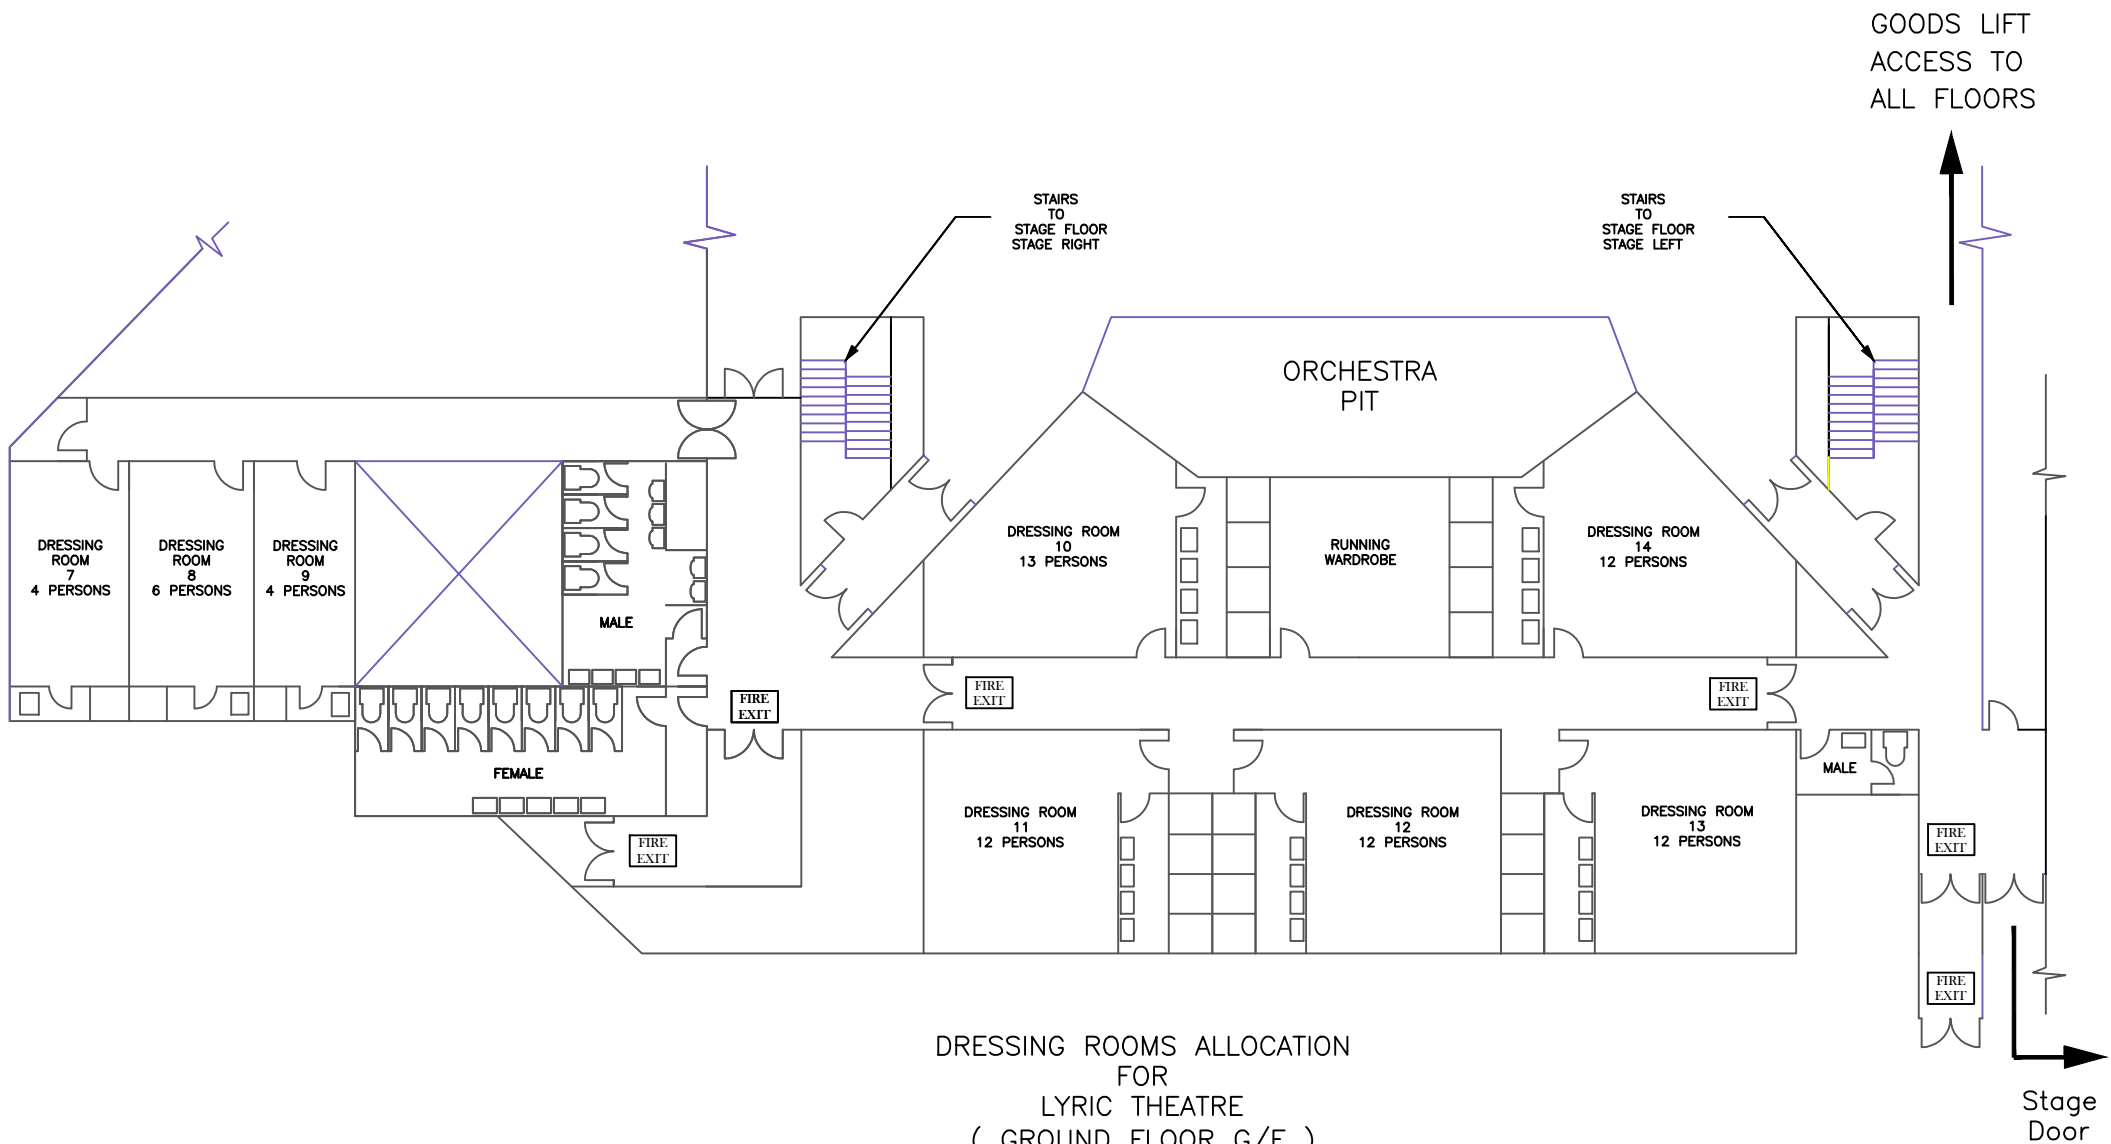 GOODS LIFT
ACCESS TO
ALL FLOORS
STAIRS
TO
STAGE FLOOR
STAGE RIGHT
STAIRS
TO
STAGE FLOOR
STAGE LEFT
ORCHESTRA
PIT
DRESSING
ROOM
7
4 PERSONS
DRESSING
ROOM
8
6 PERSONS
DRESSING
ROOM
9
4 PERSONS
MALE
DRESSING ROOM
10
13 PERSONS
RUNNING
WARDROBE
DRESSING ROOM
14
12 PERSONS
FIRE
EXIT
FIRE
EXIT
FIRE
EXIT
FEMALE
MALE
FIRE
EXIT
DRESSING ROOM
11
12 PERSONS
DRESSING ROOM
12
12 PERSONS
DRESSING ROOM
13
12 PERSONS
FIRE
EXIT
FIRE
EXIT
DRESSING ROOMS ALLOCATION
FOR
LYRIC THEATRE
( GROUND FLOOR G/F )
Stage
Door